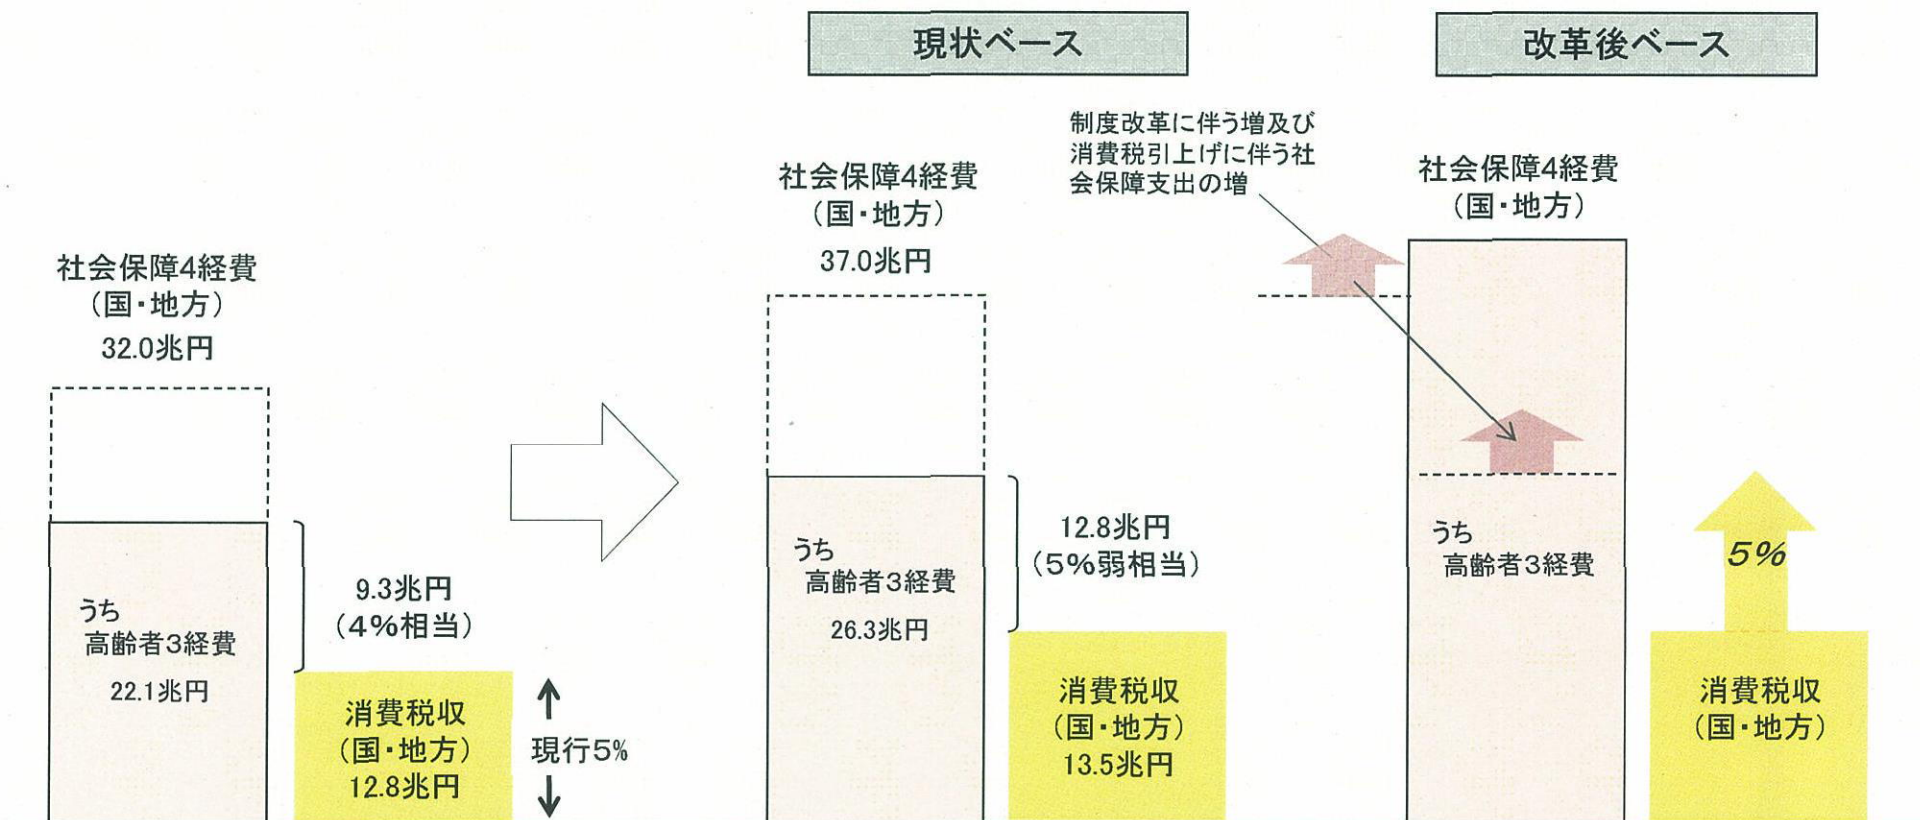 現状ベース
改革後ベース
制度改革に伴う増及び
消費税引上げに伴う社
会保障支出の増
社会保障4経費
(国・地方)
32.0兆円
うち
高齢者3経費
22.1兆円
9.3兆円
(4%相当)
消費税収
(国・地方)
12.8兆円
現行5%
社会保障4経費
(国・地方)
37.0兆円
うち
高齢者3経費
26.3兆円
12.8兆円
(5%弱相当)
消費税収
(国・地方)
13.5兆円
社会保障4経費
(国・地方)
うち
高齢者3経費
5%
消費税収
(国・地方)